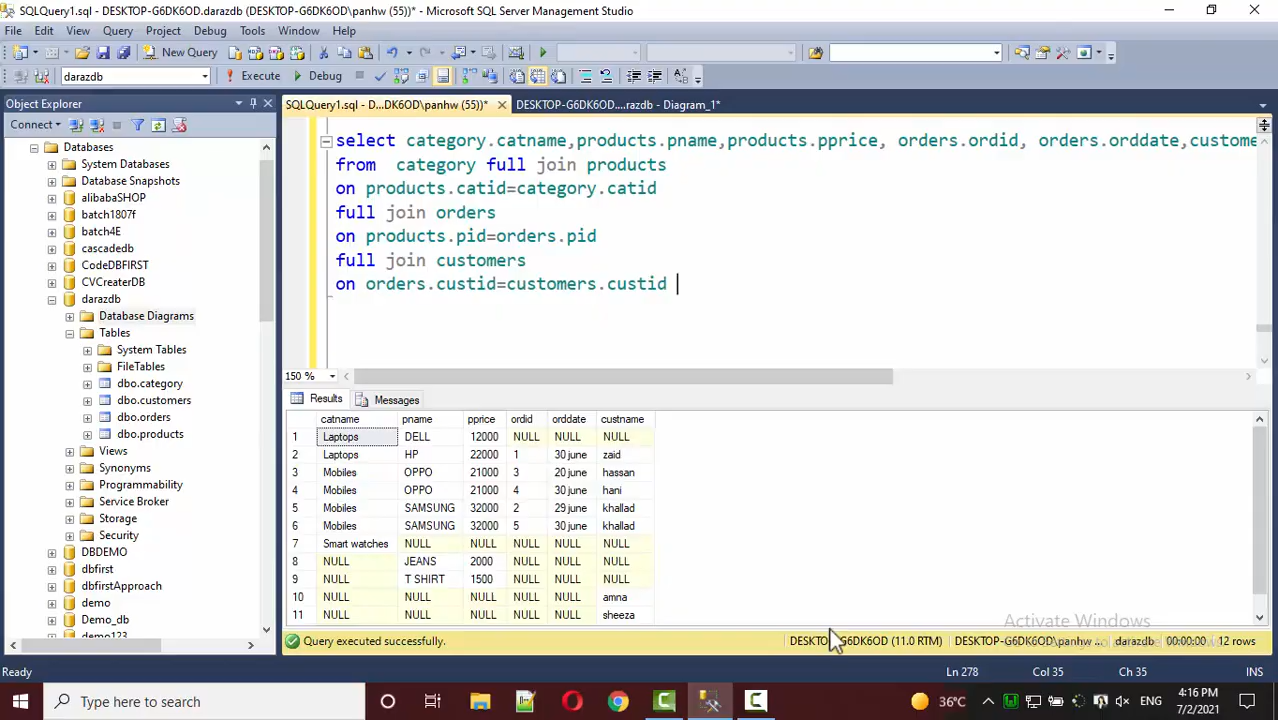 SQLQuery1.sql - DESKTOP-G6DK6OD.darazdb (DESKTOP-G6DK6OD\panhw (55))* - Microsoft SQL Server Management Studio
File Edit View Query Project Debug Tools Window Help
New Query
darazdb Execute Debug
Object Explorer
SQLQuery1.sql - D...DK6OD\panhw (55))* DESKTOP-G6DK6OD....razdb - Diagram_1*
Connect
Databases
System Databases
Database Snapshots
alibabaSHOP
batch1807f
batch4E
cascadedb
CodeDBFIRST
CVCreaterDB
darazdb
Database Diagrams
Tables
System Tables
FileTables
dbo.category
dbo.customers
dbo.orders
dbo.products
Views
Synonyms
Programmability
Service Broker
Storage
Security
DBDEMO
dbfirst
dbfirstApproach
demo
Demo_db
demo123
select category.catname,products.pname,products.pprice, orders.ordid, orders.orddate,custome
from category full join products
on products.catid=category.catid
full join orders
on products.pid=orders.pid
full join customers
on orders.custid=customers.custid
150 %
Results Messages
catname pname pprice ordid orddate custname
1 Laptops DELL 12000 NULL NULL NULL
2 Laptops HP 22000 1 30 june zaid
3 Mobiles OPPO 21000 3 20 june hassan
4 Mobiles OPPO 21000 4 30 june hani
5 Mobiles SAMSUNG 32000 2 29 june khallad
6 Mobiles SAMSUNG 32000 5 30 june khallad
7 Smart watches NULL NULL NULL NULL NULL
8 NULL JEANS 2000 NULL NULL NULL
9 NULL T SHIRT 1500 NULL NULL NULL
10 NULL NULL NULL NULL NULL amna
11 NULL NULL NULL NULL NULL sheeza
Activate Windows
Query executed successfully. DESKTOP-G6DK6OD (11.0 RTM) DESKTOP-G6DK6OD\panhw ... darazdb 00:00:00 12 rows
Ready Ln 278 Col 35 Ch 35 INS
Type here to search
36°C
ENG
4:16 PM
7/2/2021